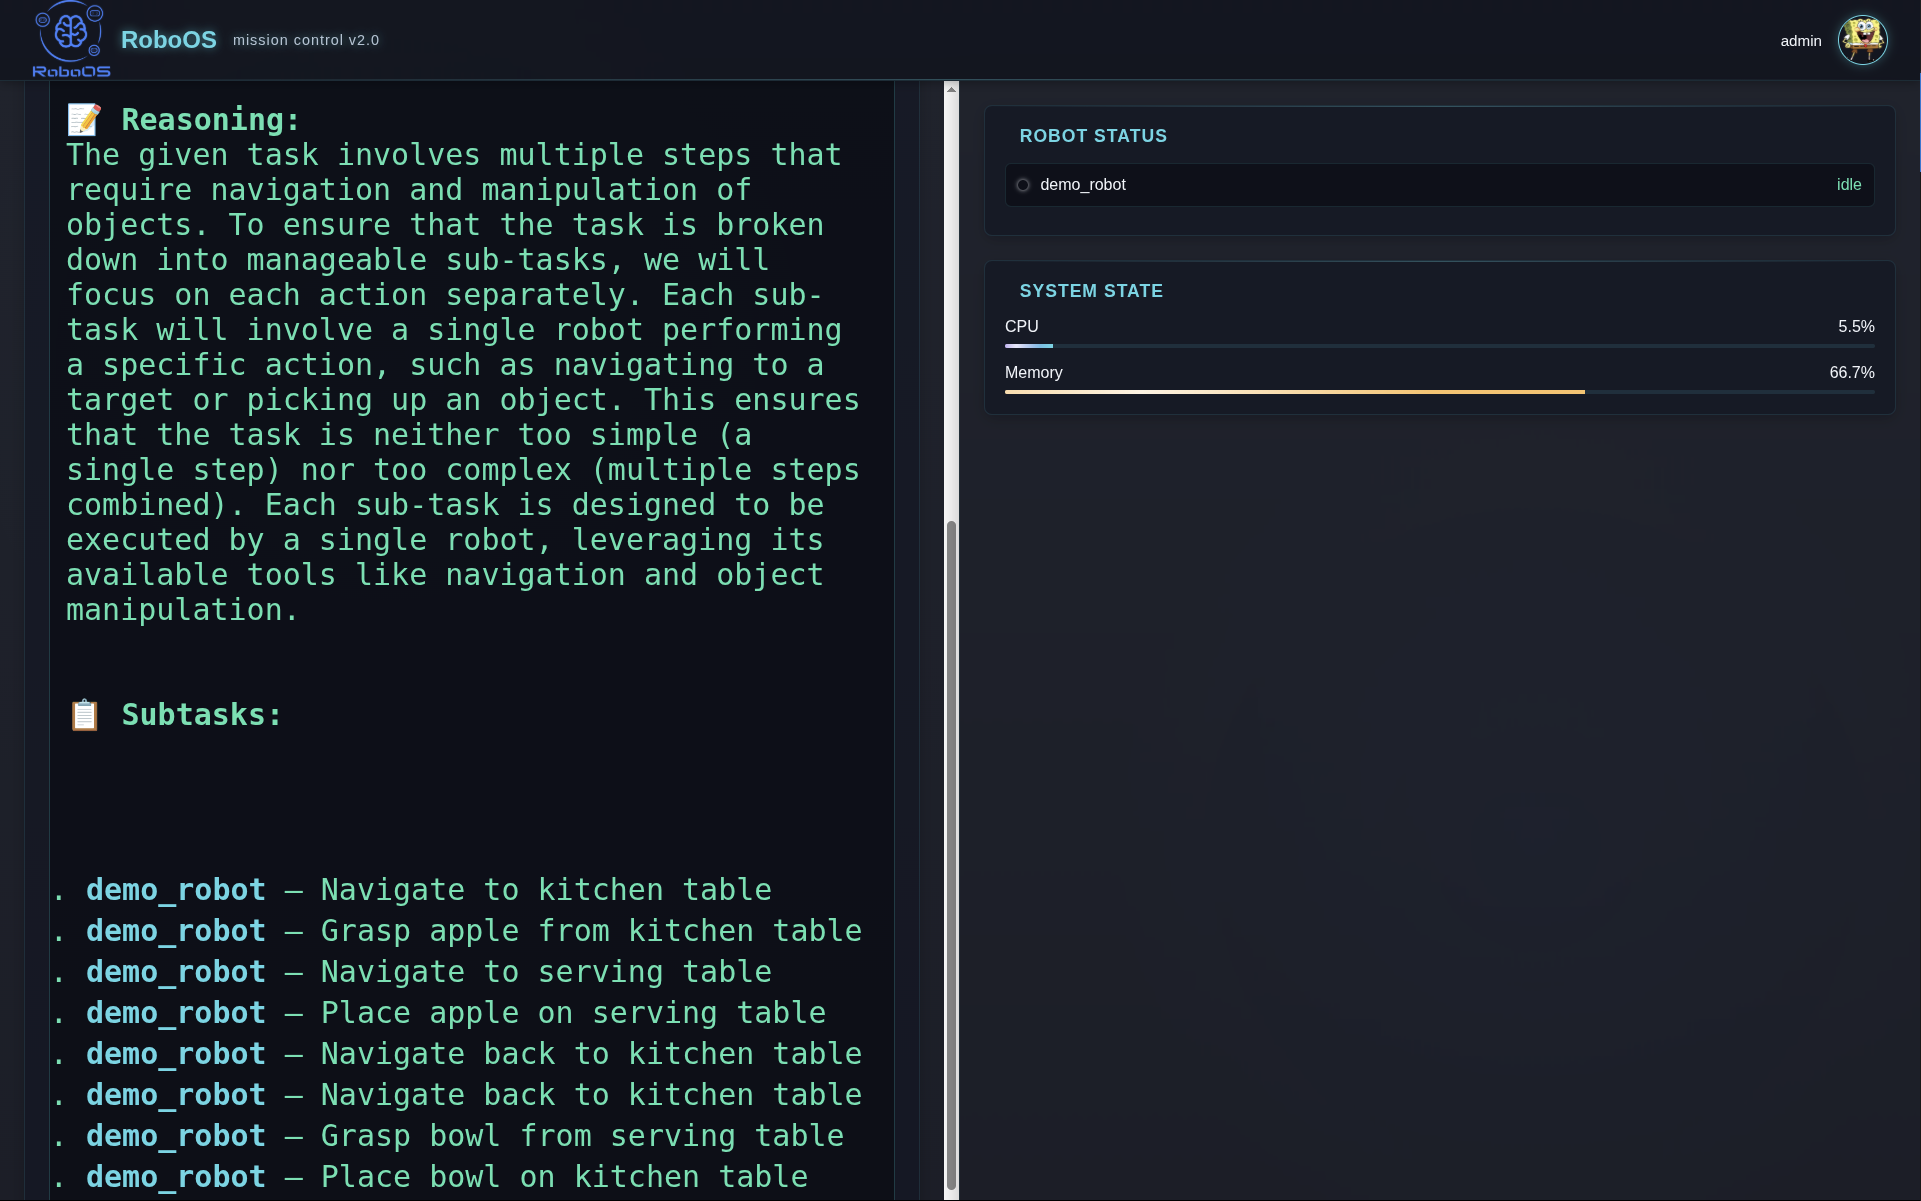 RoboOS
RoboOS
mission control v2.0
admin
📝 Reasoning:
The given task involves multiple steps that
require navigation and manipulation of
objects. To ensure that the task is broken
down into manageable sub-tasks, we will
focus on each action separately. Each sub-
task will involve a single robot performing
a specific action, such as navigating to a
target or picking up an object. This ensures
that the task is neither too simple (a
single step) nor too complex (multiple steps
combined). Each sub-task is designed to be
executed by a single robot, leveraging its
available tools like navigation and object
manipulation.
📋 Subtasks:
. demo_robot – Navigate to kitchen table
. demo_robot – Grasp apple from kitchen table
. demo_robot – Navigate to serving table
. demo_robot – Place apple on serving table
. demo_robot – Navigate back to kitchen table
. demo_robot – Navigate back to kitchen table
. demo_robot – Grasp bowl from serving table
. demo_robot – Place bowl on kitchen table
ROBOT STATUS
demo_robot idle
SYSTEM STATE
CPU 5.5%
Memory 66.7%